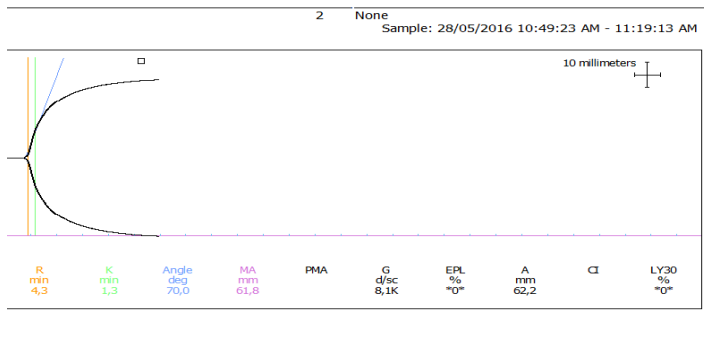 2 None
Sample: 28/05/2016 10:49:23 AM - 11:19:13 AM
10 millimeters
R K Angle MA PMA G EPL A CI LY30
min min deg mm d/sc % mm %
4,3 1,3 70,0 61,8 8,1K *0* 62,2 *0*